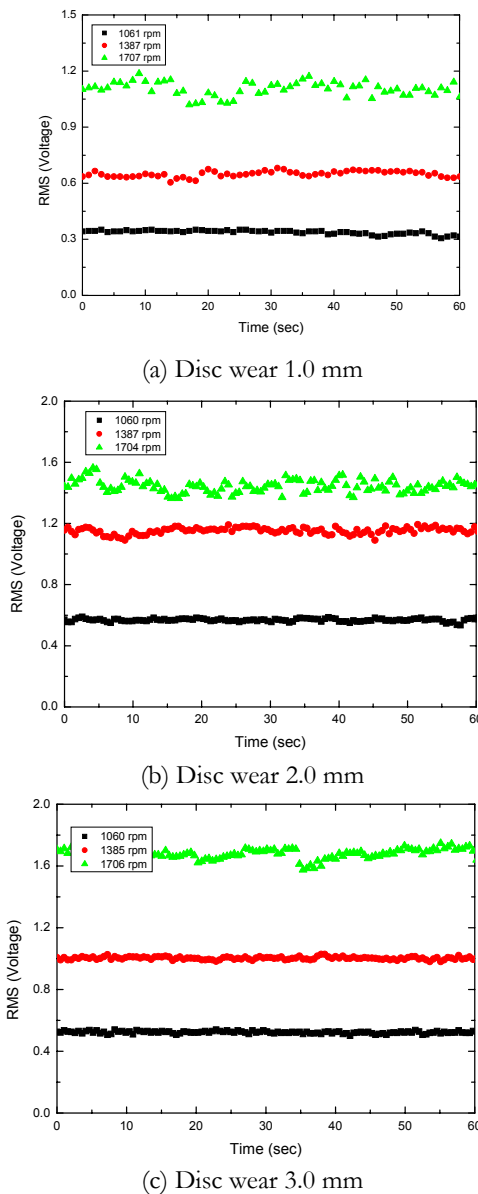 1061 rpm
1387 rpm
1707 rpm
1.5
1.2
0.9
0.6
0.3
0.0
RMS (Voltage)
0 10 20 30 40 50 60
Time (sec)
(a) Disc wear 1.0 mm
1060 rpm
1387 rpm
1704 rpm
2.0
1.6
1.2
0.8
0.4
0.0
RMS (Voltage)
0 10 20 30 40 50 60
Time (sec)
(b) Disc wear 2.0 mm
1060 rpm
1385 rpm
1706 rpm
2.0
1.6
1.2
0.8
0.4
0.0
RMS (Voltage)
0 10 20 30 40 50 60
Time (sec)
(c) Disc wear 3.0 mm